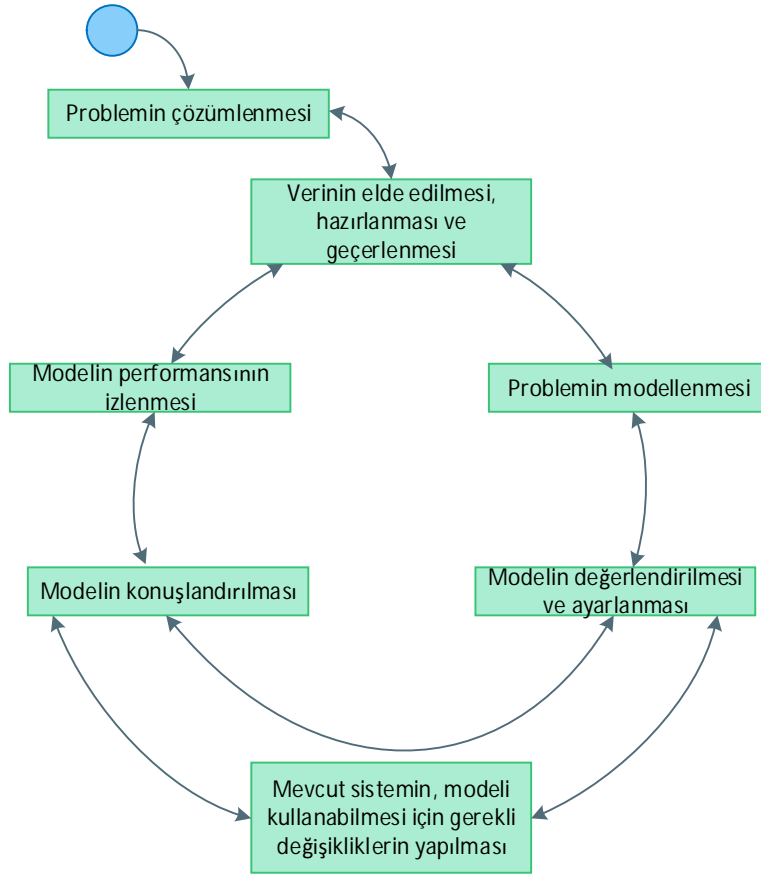 Problemin çözümlenmesi
Verinin elde edilmesi,
hazırlanması ve
geçerlenmesi
Modelin performansının
izlenmesi
Problemin modellenmesi
Modelin konuşlandırılması
Modelin değerlendirilmesi
ve ayarlanması
Mevcut sistemin, modeli
kullanabilmesi için gerekli
değişikliklerin yapılması